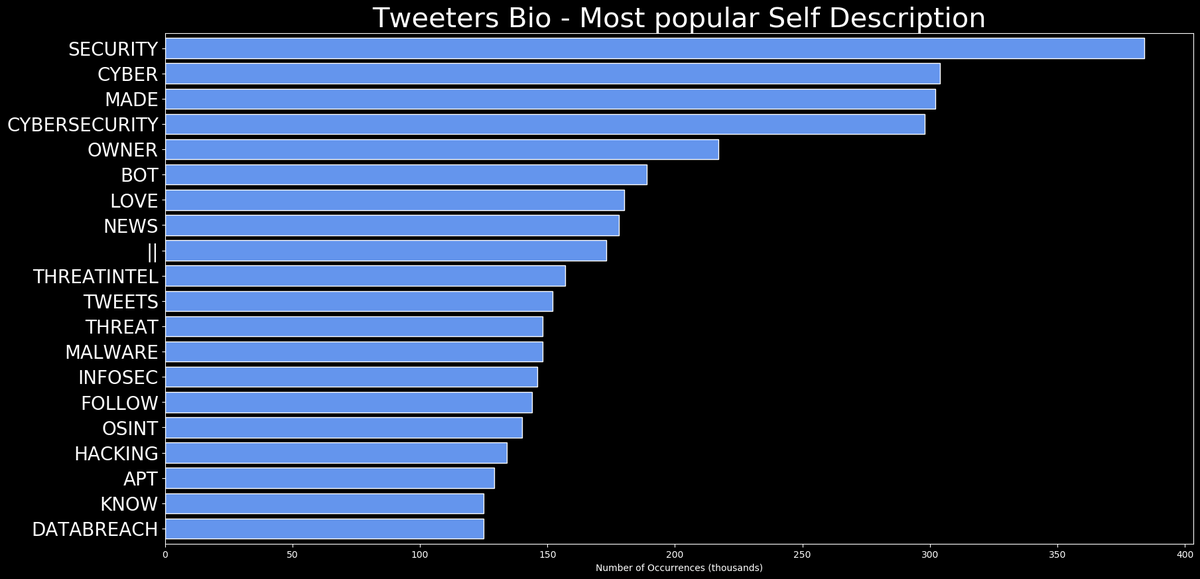 Tweeters Bio - Most popular Self Description
SECURITY
CYBER
MADE
CYBERSECURITY
OWNER
BOT
LOVE
NEWS
||
THREATINTEL
TWEETS
THREAT
MALWARE
INFOSEC
FOLLOW
OSINT
HACKING
APT
KNOW
DATABREACH
0 50 100 150 200 250 300 350 400
Number of Occurrences (thousands)